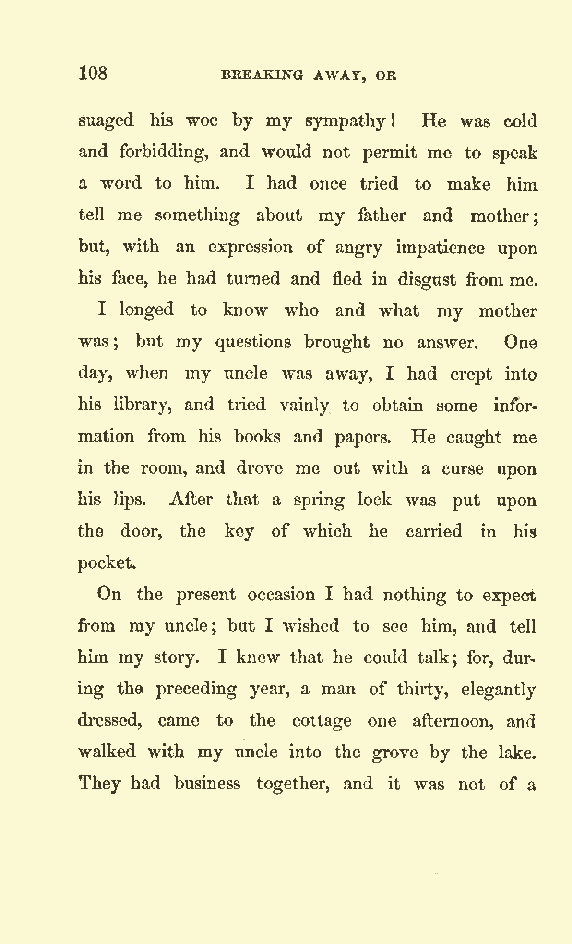 108 BREAKING AWAY, OR
suaged his woe by my sympathy! He was cold
and forbidding, and would not permit me to speak
a word to him. I had once tried to make him
tell me something about my father and mother;
but, with an expression of angry impatience upon
his face, he had turned and fled in disgust from me.
I longed to know who and what my mother
was; but my questions brought no answer. One
day, when my uncle was away, I had crept into
his library, and tried vainly to obtain some infor-
mation from his books and papers. He caught me
in the room, and drove me out with a curse upon
his lips. After that a spring lock was put upon
the door, the key of which he carried in his
pocket.
On the present occasion I had nothing to expect
from my uncle; but I wished to see him, and tell
him my story. I knew that he could talk; for, dur-
ing the preceding year, a man of thirty, elegantly
dressed, came to the cottage one afternoon, and
walked with my uncle into the grove by the lake.
They had business together, and it was not of a